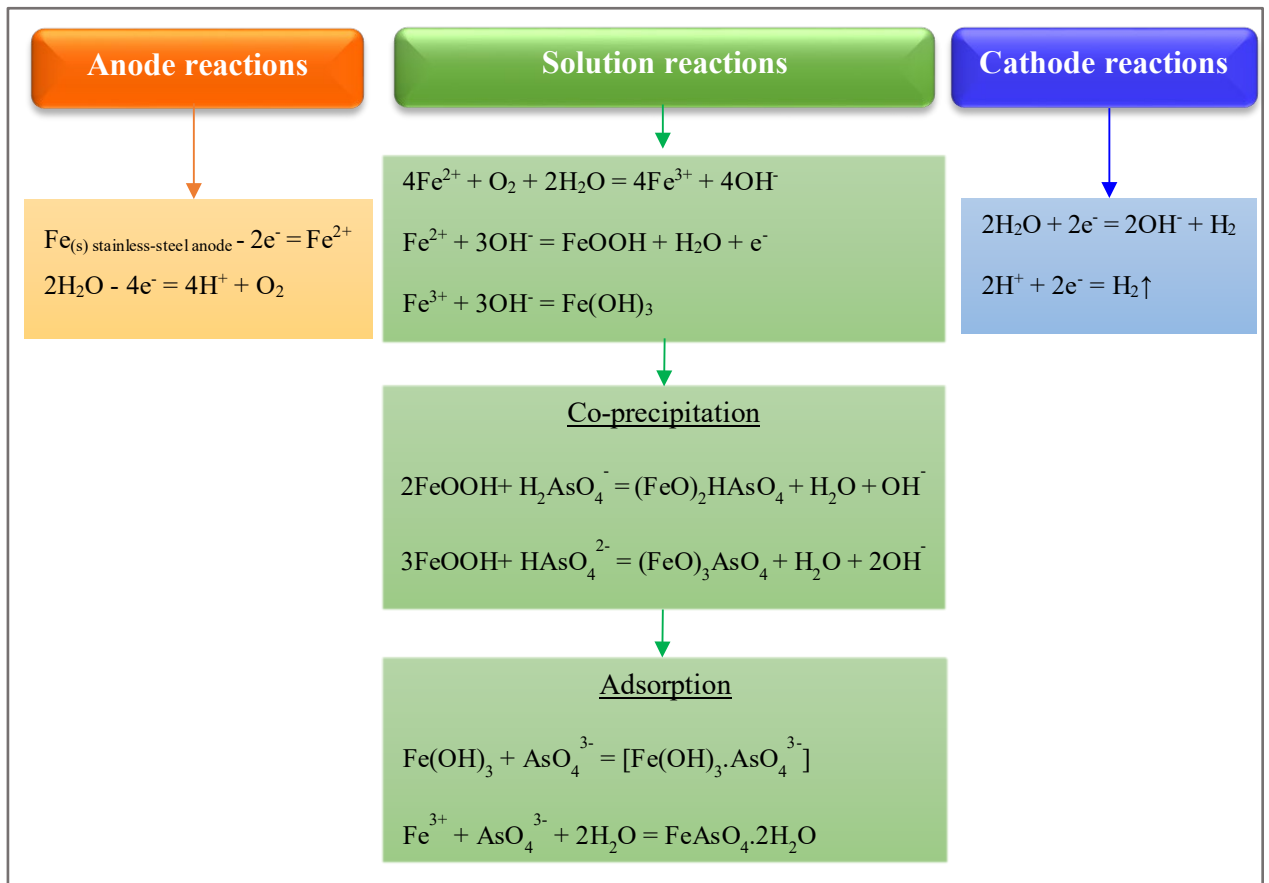 Anode reactions
Fe₍ₛ₎ stainless-steel anode - 2e⁻ = Fe²⁺
2H₂O - 4e⁻ = 4H⁺ + O₂
Solution reactions
4Fe²⁺ + O₂ + 2H₂O = 4Fe³⁺ + 4OH⁻
Fe²⁺ + 3OH⁻ = FeOOH + H₂O + e⁻
Fe³⁺ + 3OH⁻ = Fe(OH)₃
Co-precipitation
2FeOOH+ H₂AsO₄⁻ = (FeO)₂HAsO₄ + H₂O + OH⁻
3FeOOH+ HAsO₄²⁻ = (FeO)₃AsO₄ + H₂O + 2OH⁻
Adsorption
Fe(OH)₃ + AsO₄³⁻ = [Fe(OH)₃.AsO₄³⁻]
Fe³⁺ + AsO₄³⁻ + 2H₂O = FeAsO₄.2H₂O
Cathode reactions
2H₂O + 2e⁻ = 2OH⁻ + H₂
2H⁺ + 2e⁻ = H₂↑